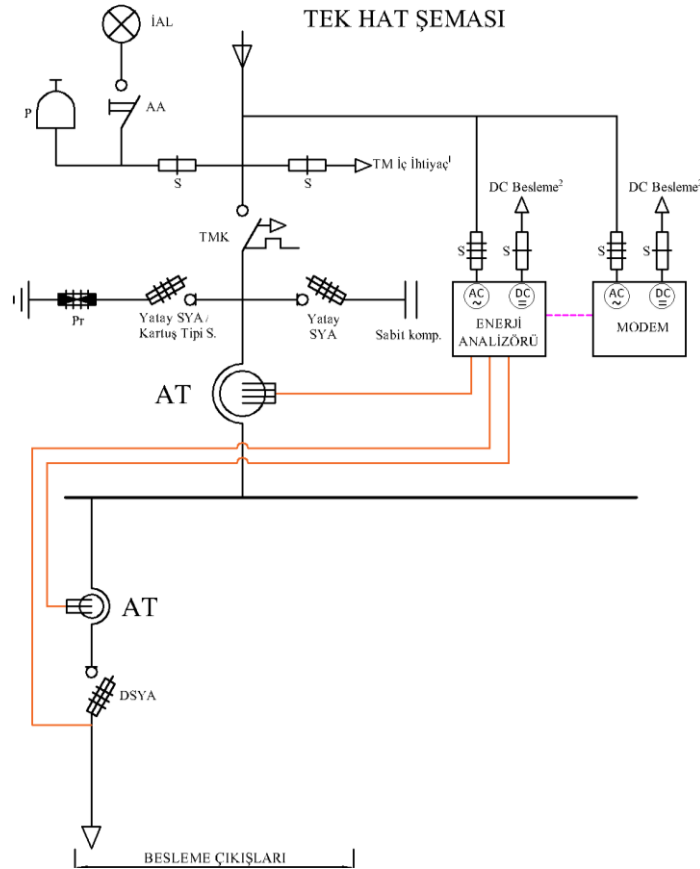 TEK HAT ŞEMASI
İAL
P
AA
S
S
TM İç İhtiyaç¹
DC Besleme²
DC Besleme²
TMK
S
S
S
S
AC
DC
AC
DC
ENERJİ
ANALİZÖRÜ
MODEM
Pr
Yatay SYA /
Kartuş Tipi S.
Yatay
SYA
Sabit komp.
AT
AT
DSYA
BESLEME ÇIKIŞLARI